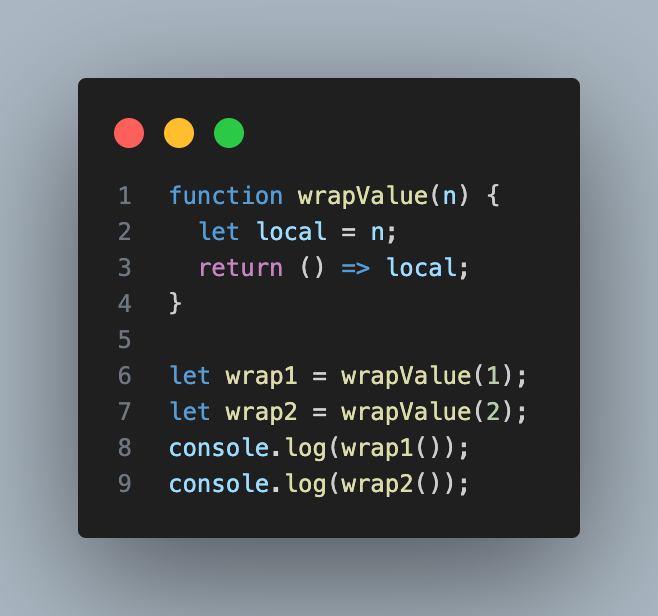 1 function wrapValue(n) {
2   let local = n;
3   return () => local;
4 }
5
6 let wrap1 = wrapValue(1);
7 let wrap2 = wrapValue(2);
8 console.log(wrap1());
9 console.log(wrap2());